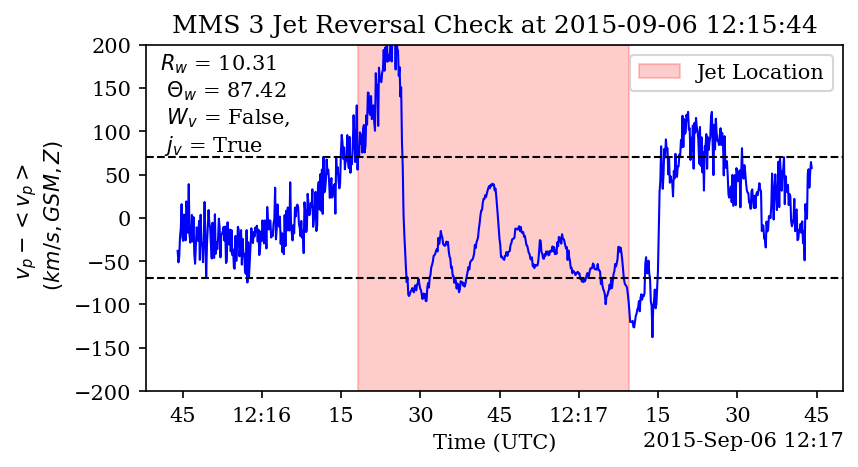 MMS 3 Jet Reversal Check at 2015-09-06 12:15:44
R_w = 10.31
Θ_w = 87.42
W_v = False,
j_v = True
Jet Location
200
150
100
50
0
−50
−100
−150
−200
v_p − < v_p >
(km/s, GSM, Z)
45 12:16 15 30 45 12:17 15 30 45
Time (UTC)
2015-Sep-06 12:17